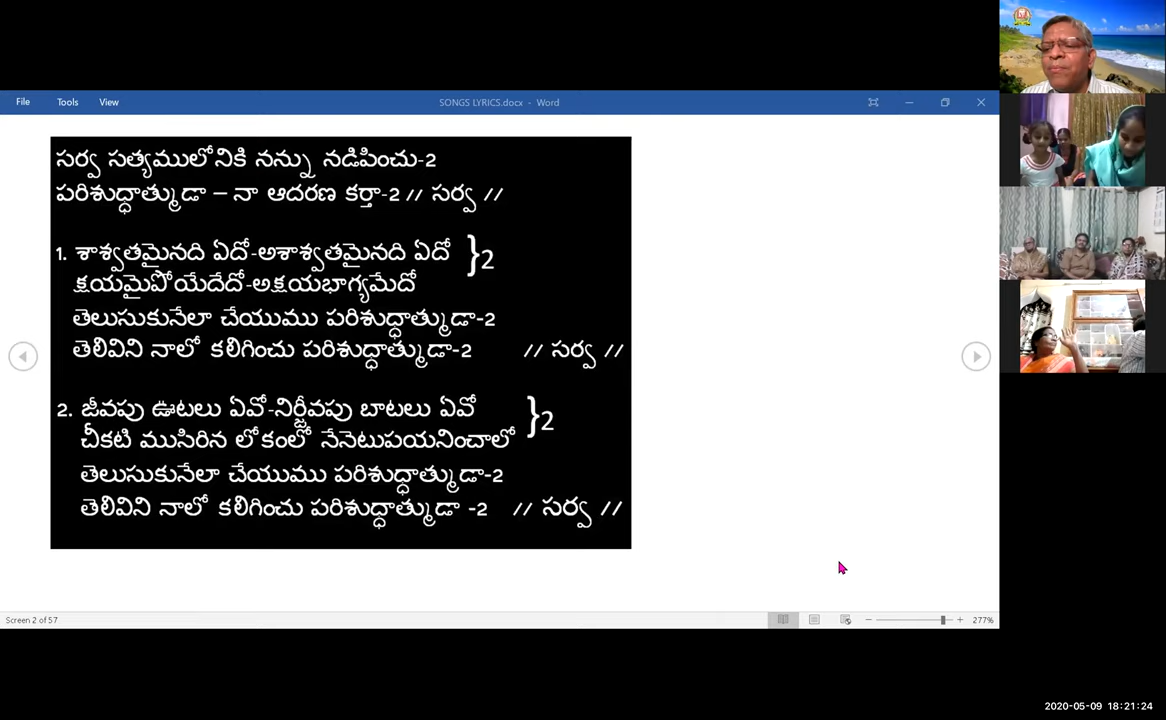 File Tools View SONGS LYRICS.docx - Word
సర్వ సత్యములోనికి నన్ను నడిపించు-2
పరిశుద్ధాత్ముడా – నా ఆదరణ కర్తా-2 // సర్వ //
1. శాశ్వతమైనది ఏదో-అశాశ్వతమైనది ఏదో }2
క్షయమైపోయేదేదో-అక్షయభాగ్యమేదో
తెలుసుకునేలా చేయుము పరిశుద్ధాత్ముడా-2
తెలివిని నాలో కలిగించు పరిశుద్ధాత్ముడా-2 // సర్వ //
2. జీవపు ఊటలు ఏవో-నిర్జీవపు బాటలు ఏవో }2
చీకటి ముసిరిన లోకంలో నేనెటుపయనించాలో
తెలుసుకునేలా చేయుము పరిశుద్ధాత్ముడా-2
తెలివిని నాలో కలిగించు పరిశుద్ధాత్ముడా -2 // సర్వ //
Screen 2 of 57 277%
2020-05-09 18:21:24